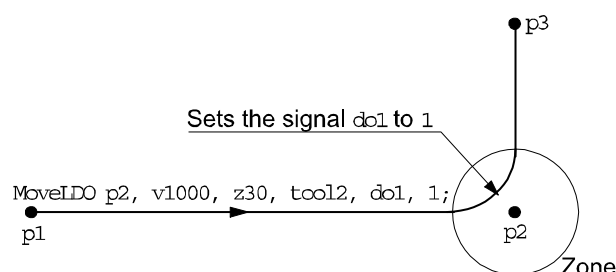 p3
Sets the signal do1 to 1
MoveLDO p2, v1000, z30, tool2, do1, 1;
p1
p2
Zone